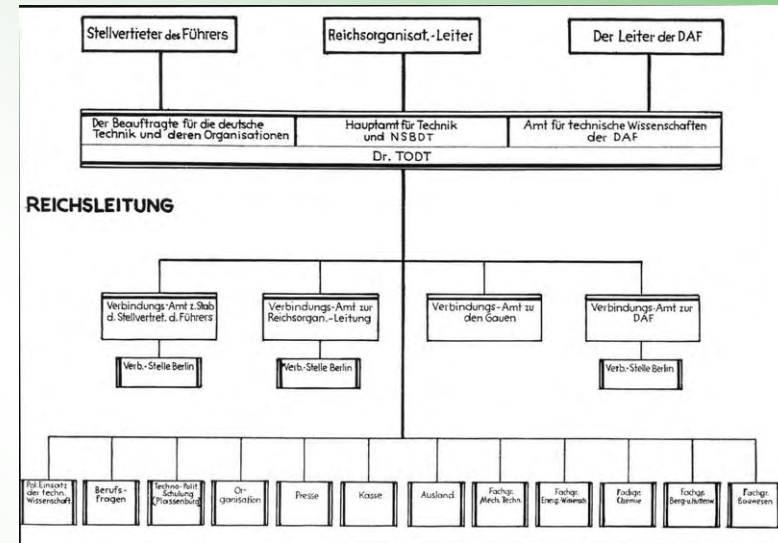 Stellvertreter des Führers
Reichsorganisat.-Leiter
Der Leiter der DAF
Der Beauftragte für die deutsche
Technik und deren Organisationen
Hauptamt für Technik
und NSBDT
Amt für technische Wissenschaften
der DAF
Dr. TODT
REICHSLEITUNG
Verbindungs-Amt z. Stab
d. Stellvertret. d. Führers
Verbindungs-Amt zur
Reichsorgan.-Leitung
Verbindungs-Amt zu
den Gauen
Verbindungs-Amt zur
DAF
Verb.-Stelle Berlin
Verb.-Stelle Berlin
Verb.-Stelle Berlin
Pol. Einsatz
der techn.
Wissenschaft.
Berufs-
fragen
Techno-Polit.
Schulung
(Plassenburg)
Or-
ganisation
Presse
Kasse
Ausland
Fachgr.
Mech. Techn.
Fachgr.
Energ.
Fachgr.
Chemie
Fachgr.
Berg-u.
Fachgr.
Bauwesen